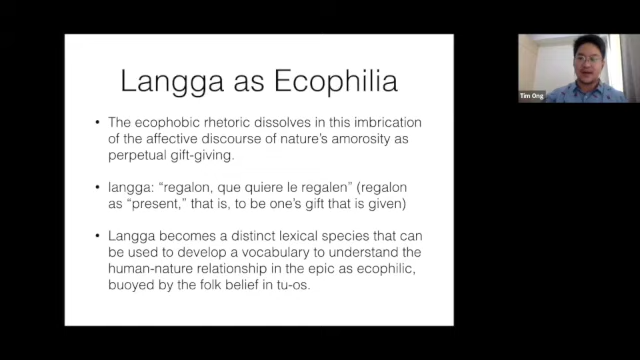 Langga as Ecophilia
• The ecophobic rhetoric dissolves in this imbrication
of the affective discourse of nature's amorosity as
perpetual gift-giving.
• langga: "regalon, que quiere le regalen" (regalon
as "present," that is, to be one's gift that is given)
• Langga becomes a distinct lexical species that can
be used to develop a vocabulary to understand the
human-nature relationship in the epic as ecophilic,
buoyed by the folk belief in tu-os.
Tim Ong